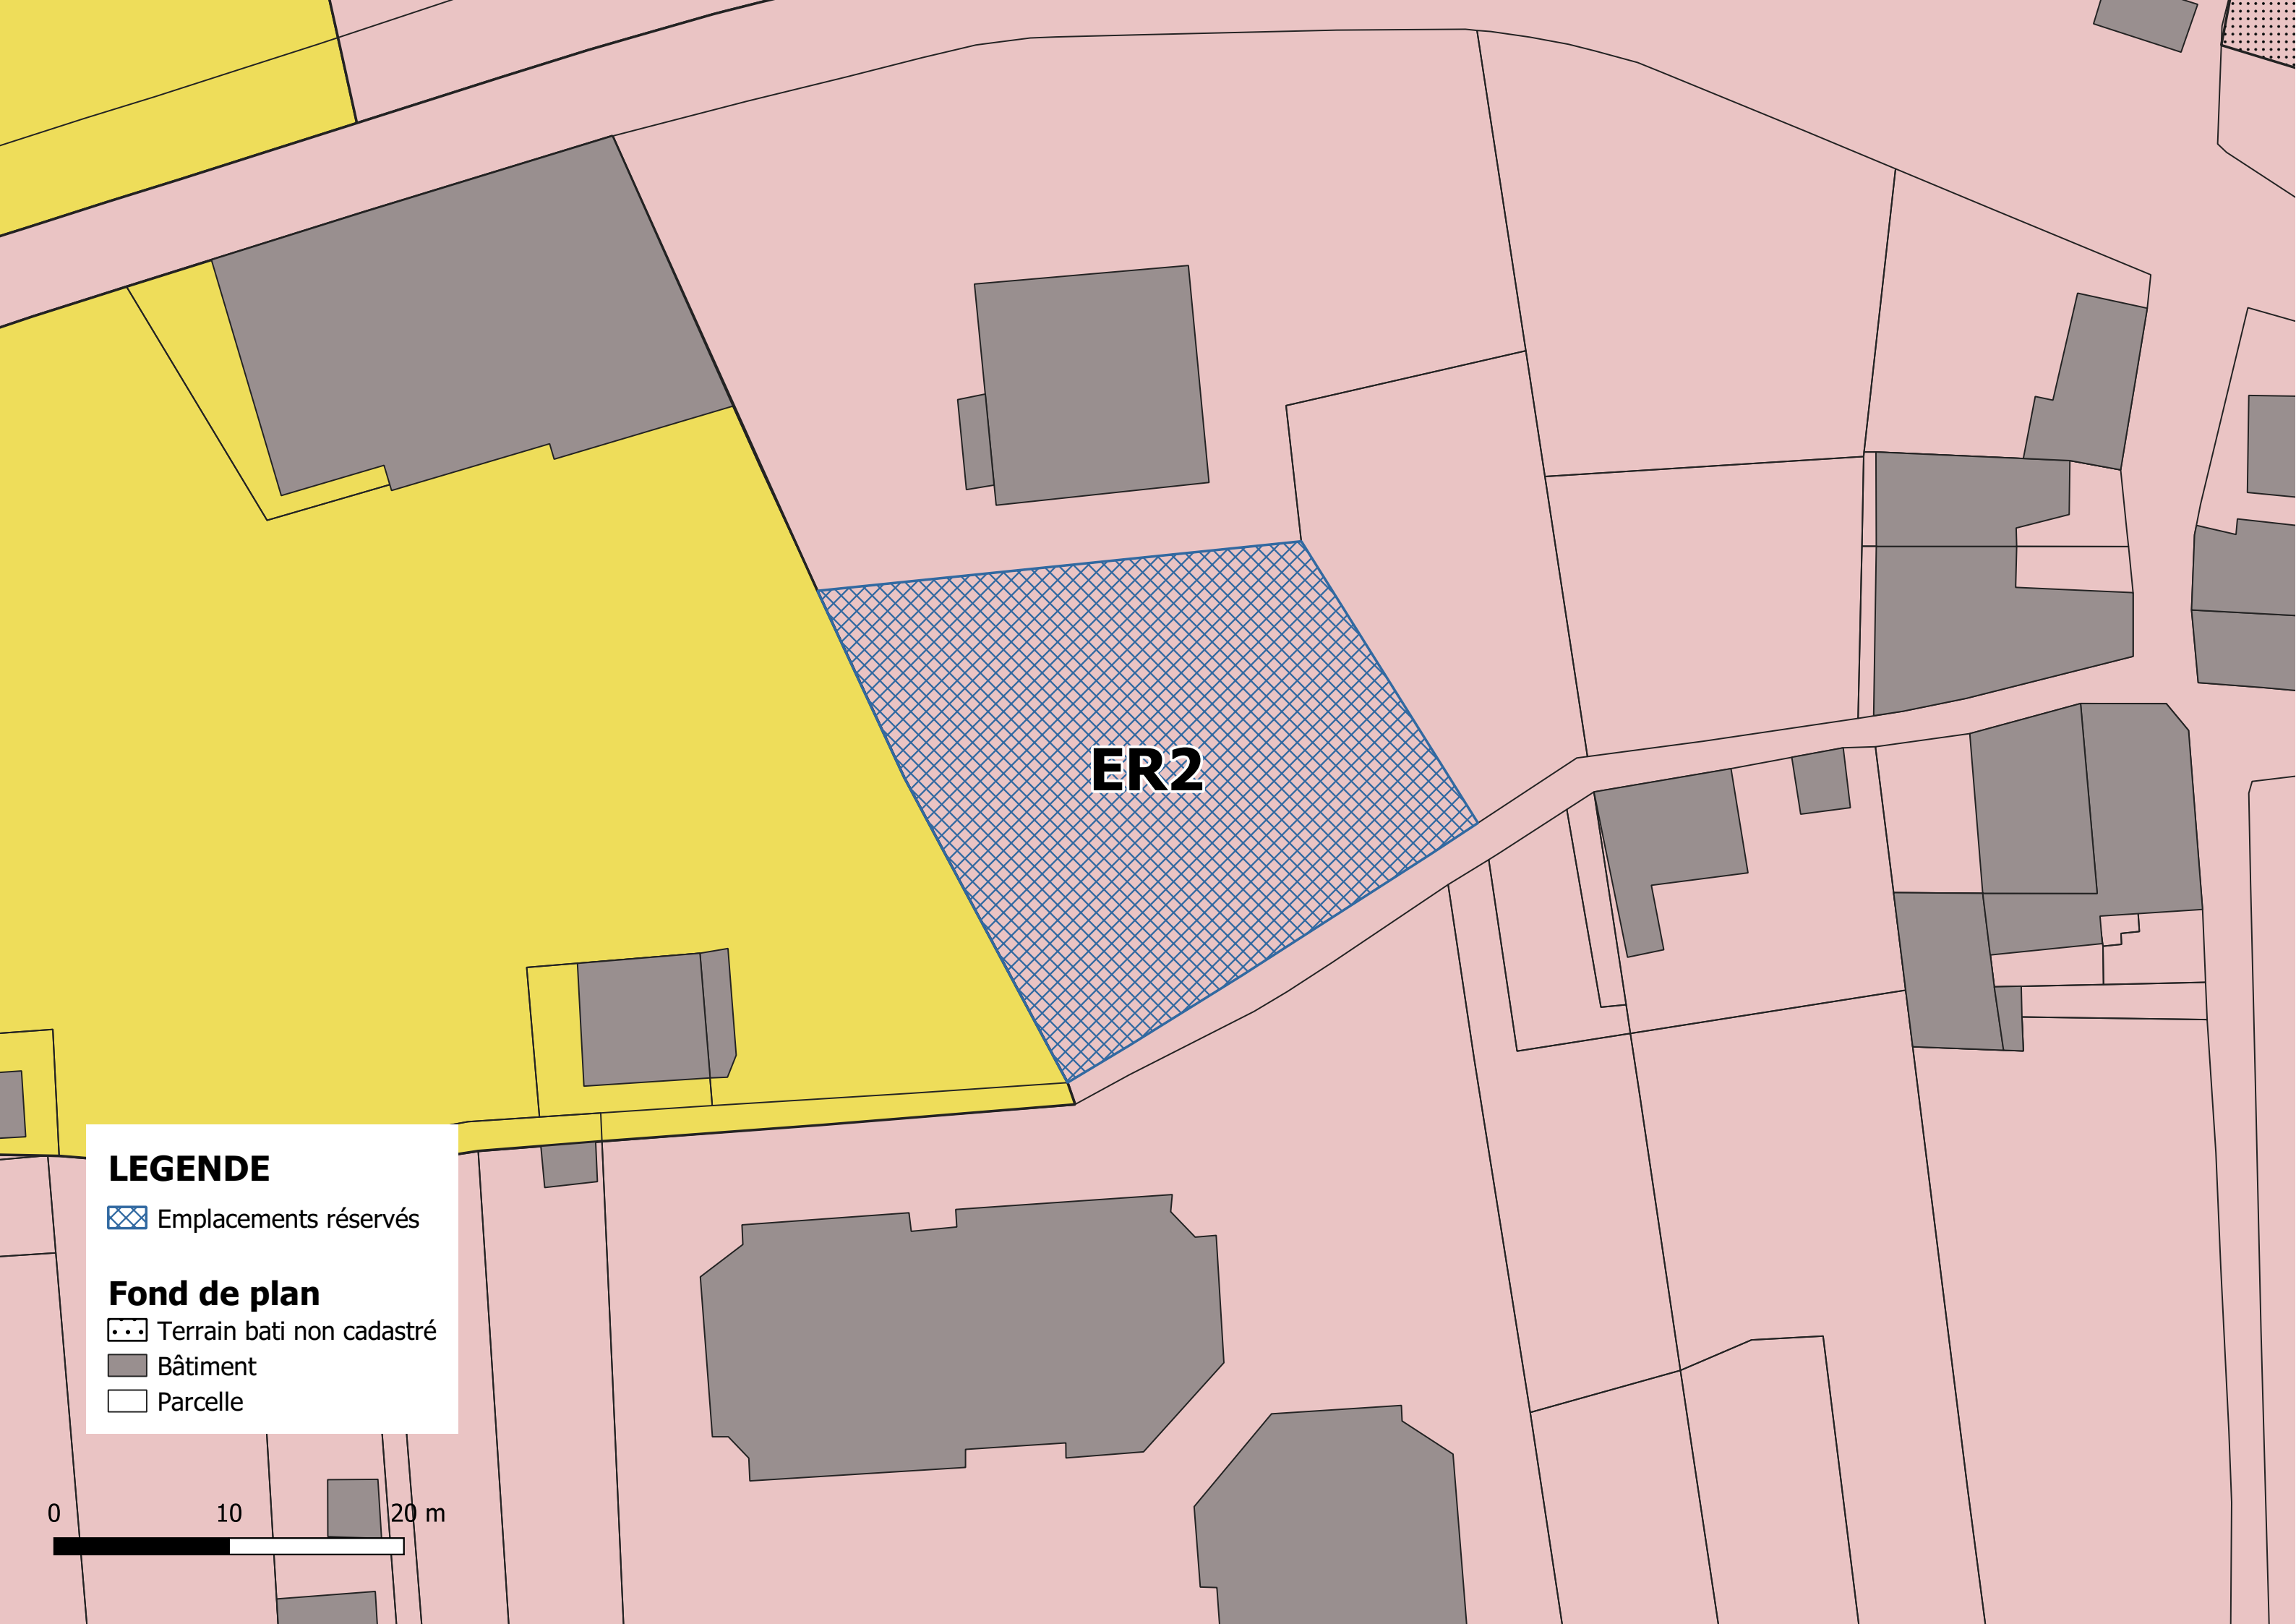 ER2
LEGENDE
Emplacements réservés
Fond de plan
Terrain bati non cadastré
Bâtiment
Parcelle
0 10 20 m